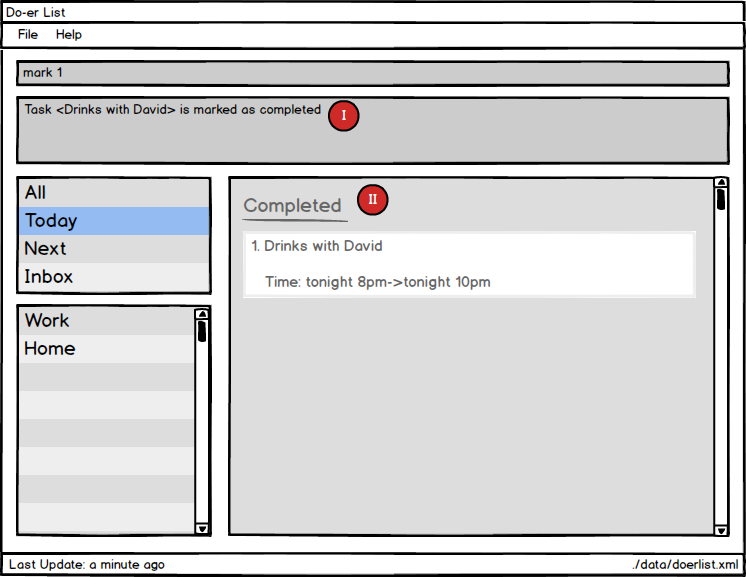 Do-er List
File Help
mark 1
Task <Drinks with David> is marked as completed I
All
Today
Next
Inbox
Work
Home
Completed II
1. Drinks with David
Time: tonight 8pm->tonight 10pm
Last Update: a minute ago ./data/doerlist.xml